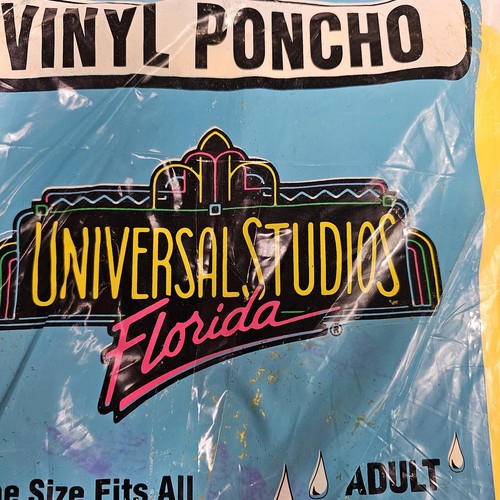 VINYL PONCHO
UNIVERSAL STUDIOS
Florida
®
Size Fits All
ADULT